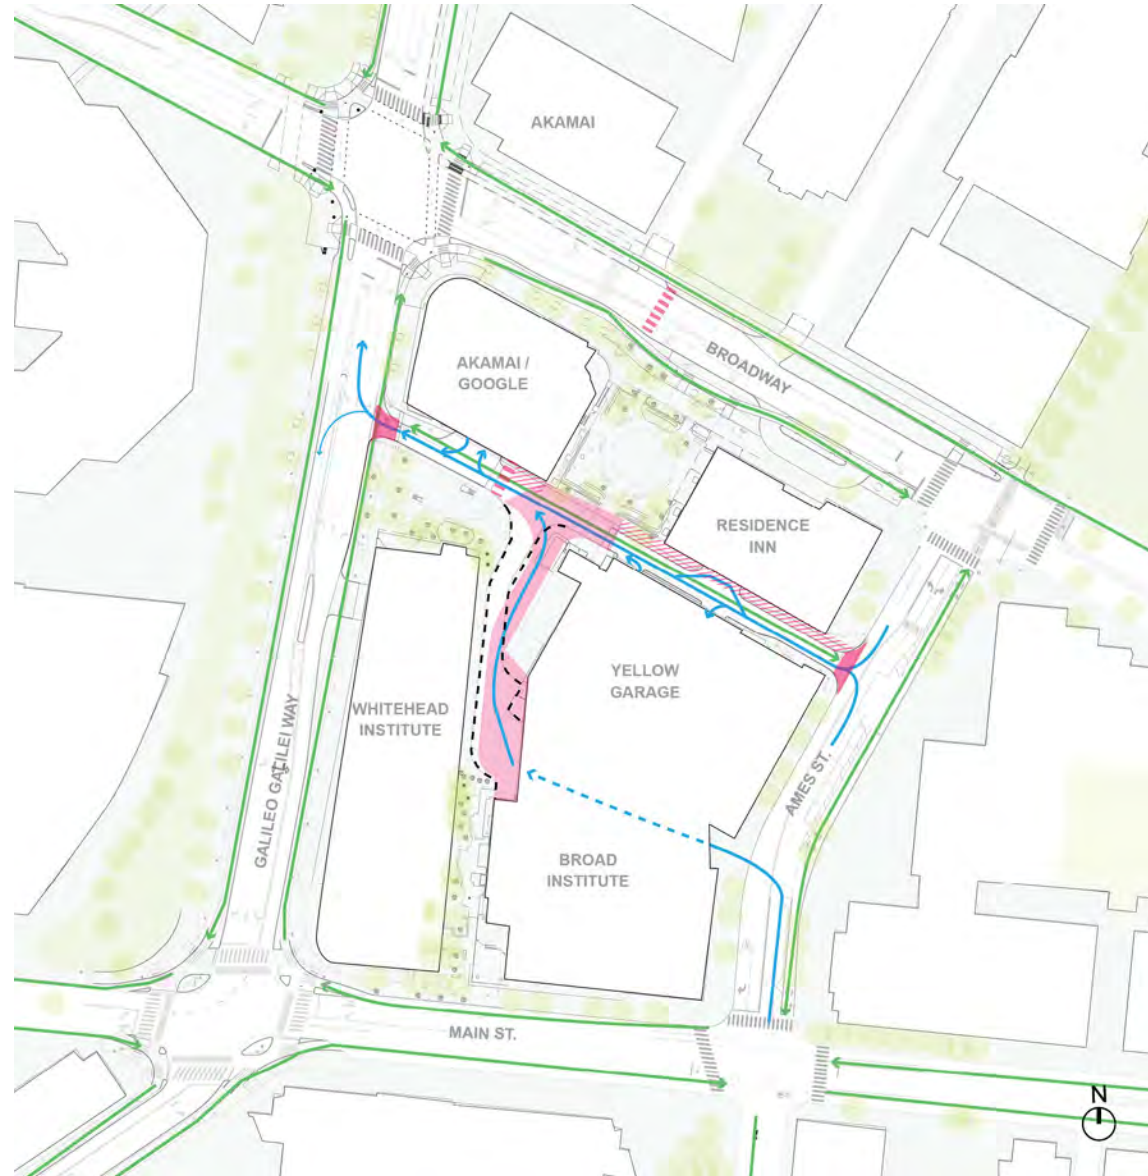 AKAMAI
AKAMAI /
GOOGLE
BROADWAY
RESIDENCE
INN
YELLOW
GARAGE
WHITEHEAD
INSTITUTE
GALILEO GALILEI WAY
AMES ST.
BROAD
INSTITUTE
MAIN ST.
N